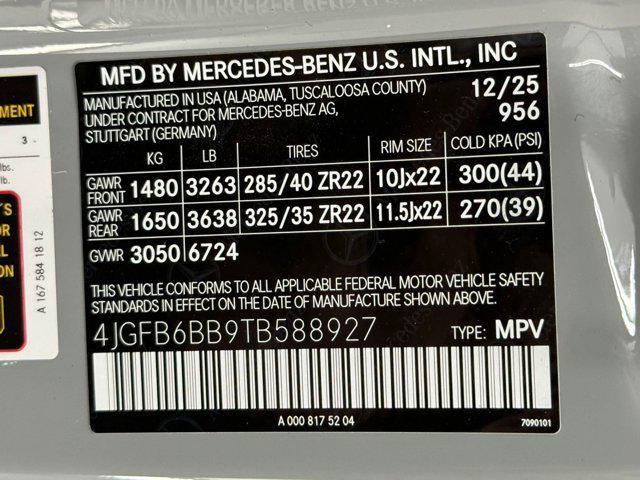 MFD BY MERCEDES-BENZ U.S. INTL., INC
MANUFACTURED IN USA (ALABAMA, TUSCALOOSA COUNTY) 12/25
UNDER CONTRACT FOR MERCEDES-BENZ AG, 956
STUTTGART (GERMANY)
KG LB TIRES RIM SIZE COLD KPA (PSI)
GAWR FRONT 1480 3263 285/40 ZR22 10Jx22 300(44)
GAWR REAR 1650 3638 325/35 ZR22 11.5Jx22 270(39)
GVWR 3050 6724
THIS VEHICLE CONFORMS TO ALL APPLICABLE FEDERAL MOTOR VEHICLE SAFETY
STANDARDS IN EFFECT ON THE DATE OF MANUFACTURE SHOWN ABOVE.
4JGFB6BB9TB588927 TYPE: MPV
A 000 817 52 04 7090101
MENT
3 -
lbs.
lb.
A 167 584 18 12